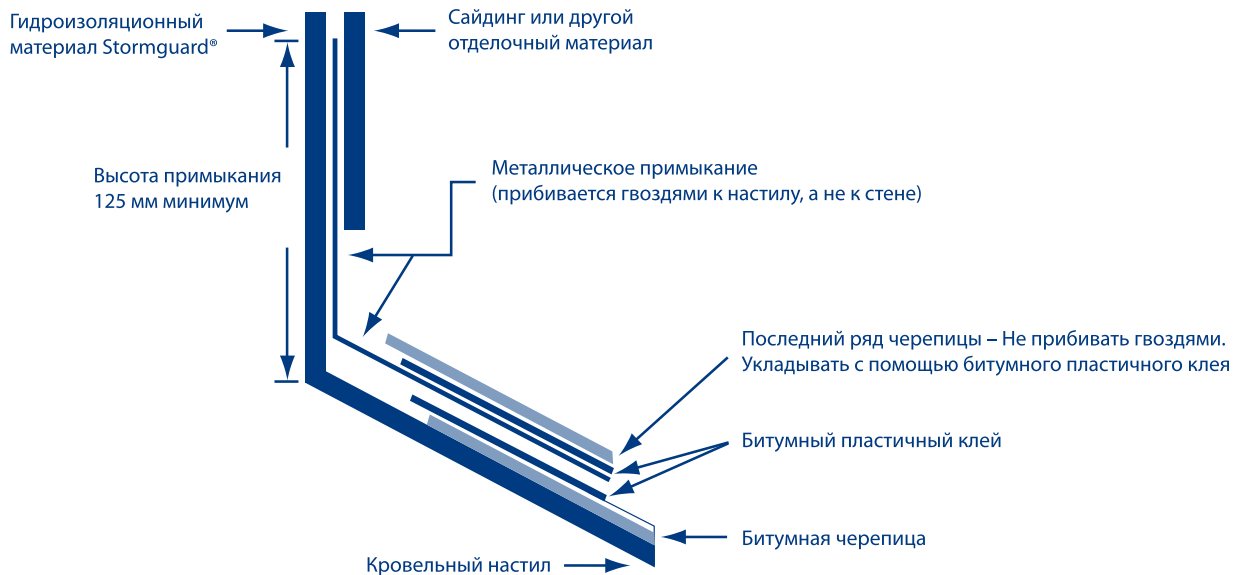 Гидроизоляционный
материал Stormguard®
Сайдинг или другой
отделочный материал
Высота примыкания
125 мм минимум
Металлическое примыкание
(прибивается гвоздями к настилу, а не к стене)
Последний ряд черепицы – Не прибивать гвоздями.
Укладывать с помощью битумного пластичного клея
Битумный пластичный клей
Битумная черепица
Кровельный настил